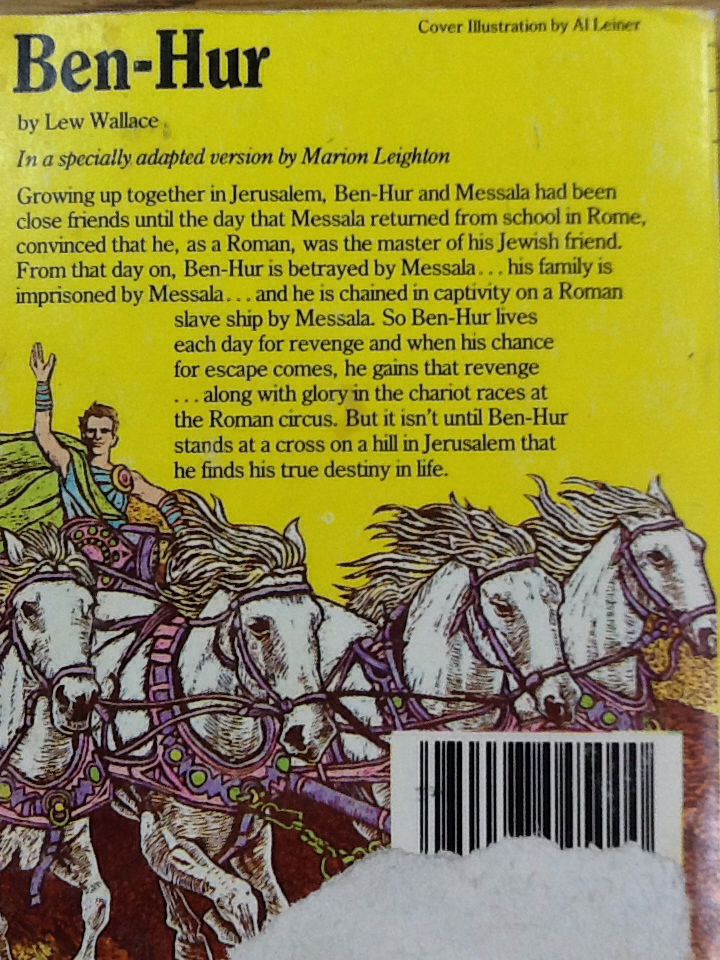 Cover Illustration by Al Leiner
Ben-Hur
by Lew Wallace
In a specially adapted version by Marion Leighton
Growing up together in Jerusalem, Ben-Hur and Messala had been
close friends until the day that Messala returned from school in Rome,
convinced that he, as a Roman, was the master of his Jewish friend.
From that day on, Ben-Hur is betrayed by Messala...his family is
imprisoned by Messala...and he is chained in captivity on a Roman
slave ship by Messala. So Ben-Hur lives
each day for revenge and when his chance
for escape comes, he gains that revenge
...along with glory in the chariot races at
the Roman circus. But it isn't until Ben-Hur
stands at a cross on a hill in Jerusalem that
he finds his true destiny in life.